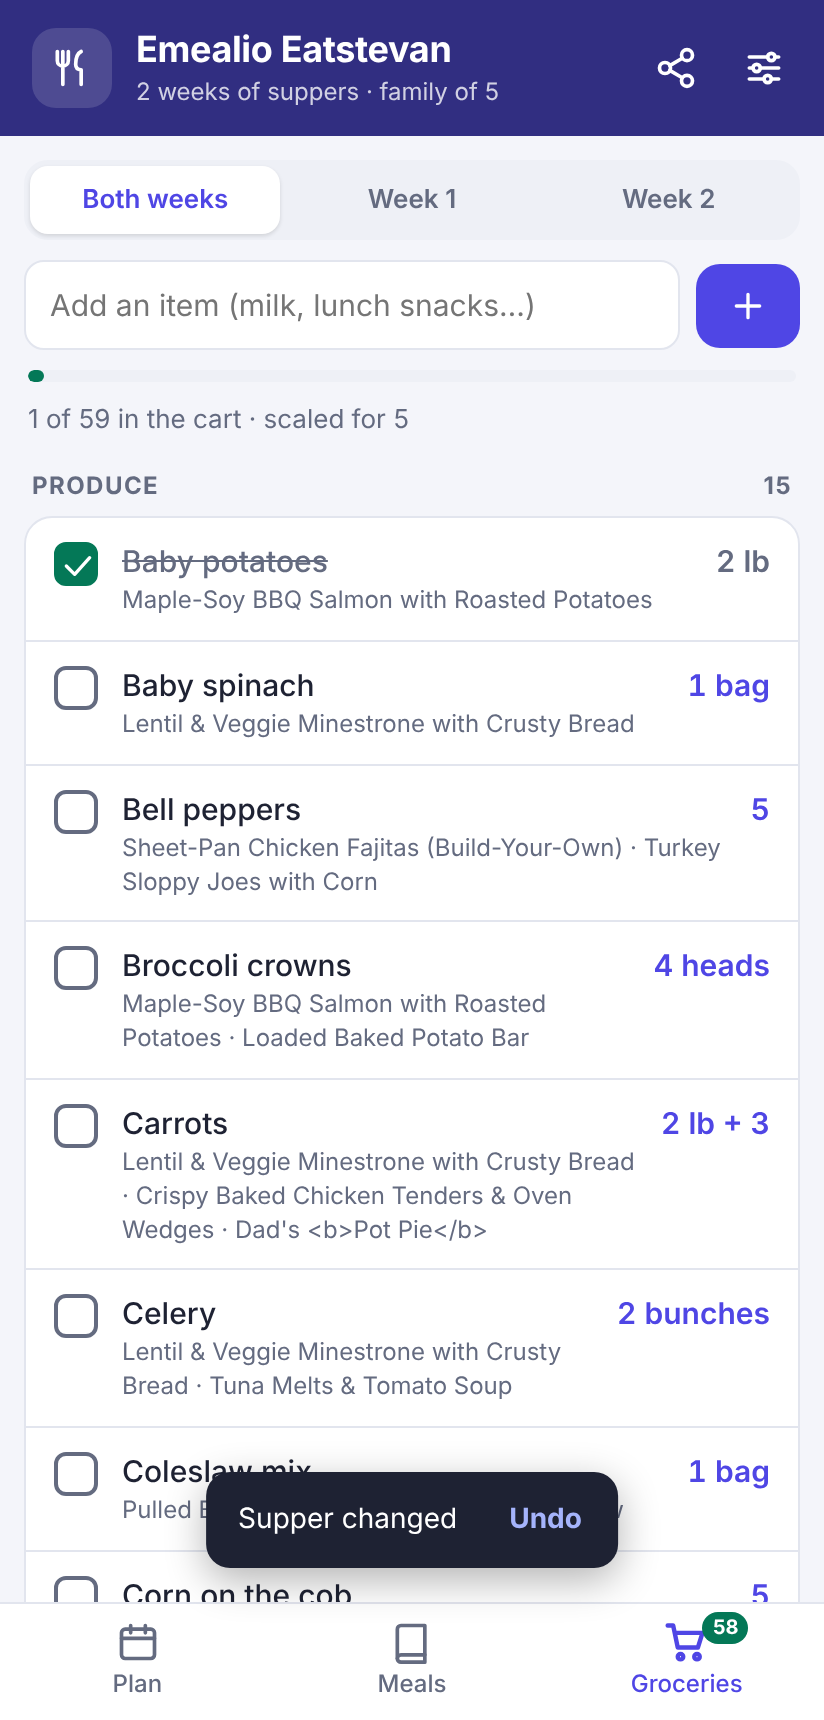 Emealio Eatstevan
2 weeks of suppers · family of 5
Both weeks
Week 1
Week 2
Add an item (milk, lunch snacks...)
1 of 59 in the cart · scaled for 5
PRODUCE
15
Baby potatoes
2 lb
Maple-Soy BBQ Salmon with Roasted Potatoes
Baby spinach
1 bag
Lentil & Veggie Minestrone with Crusty Bread
Bell peppers
5
Sheet-Pan Chicken Fajitas (Build-Your-Own) · Turkey
Sloppy Joes with Corn
Broccoli crowns
4 heads
Maple-Soy BBQ Salmon with Roasted
Potatoes · Loaded Baked Potato Bar
Carrots
2 lb + 3
Lentil & Veggie Minestrone with Crusty Bread
· Crispy Baked Chicken Tenders & Oven
Wedges · Dad's <b>Pot Pie</b>
Celery
2 bunches
Lentil & Veggie Minestrone with Crusty
Bread · Tuna Melts & Tomato Soup
Coleslaw mix
1 bag
Pulled
Supper changed
Undo
Corn on the cob
5
Plan
Meals
58
Groceries